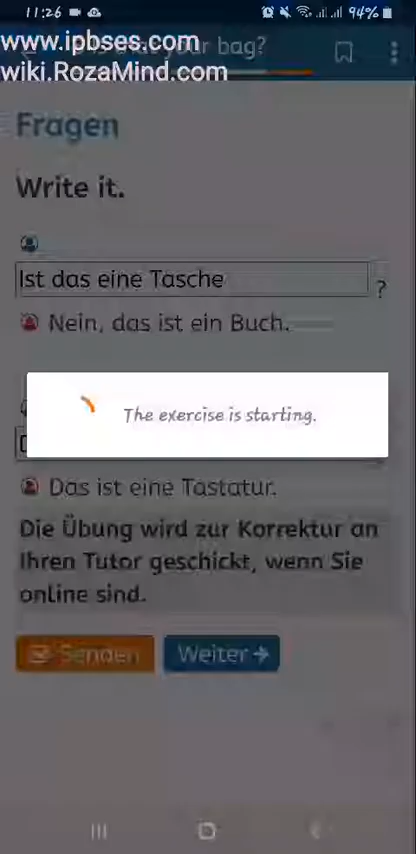 11:26
94%
www.ipbses.com
your bag?
wiki.RozaMind.com
Fragen
Write it.
Ist das eine Tasche
?
Nein, das ist ein Buch.
The exercise is starting.
Das ist eine Tastatur.
Die Übung wird zur Korrektur an
Ihren Tutor geschickt, wenn Sie
online sind.
Senden
Weiter